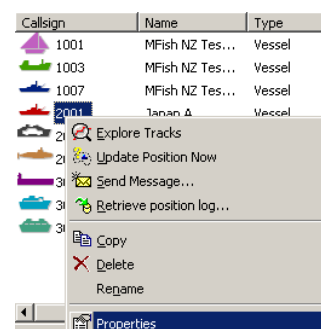 Callsign Name Type
1001 MFish NZ Tes... Vessel
1003 MFish NZ Tes... Vessel
1007 MFish NZ Tes... Vessel
2001 Japan A Vessel
Explore Tracks
Update Position Now
Send Message...
Retrieve position log...
Copy
Delete
Rename
Properties